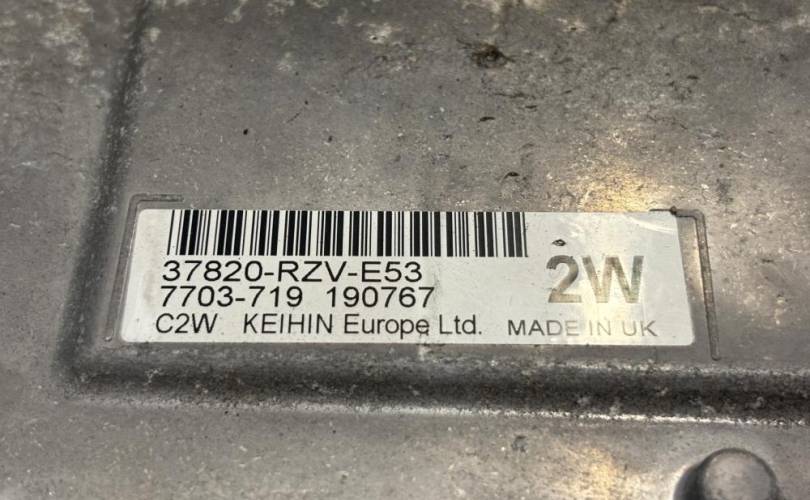 37820-RZV-E53
7703-719 190767
2W
C2W KEIHIN Europe Ltd. MADE IN UK